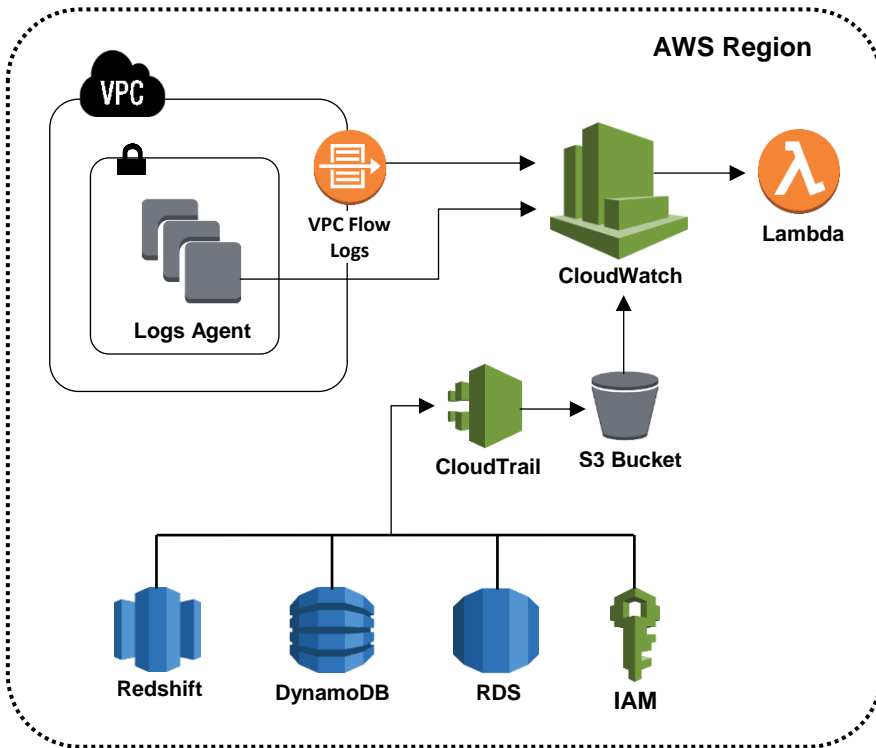 AWS Region
VPC
VPC Flow
Logs
Logs Agent
CloudWatch
Lambda
CloudTrail
S3 Bucket
Redshift
DynamoDB
RDS
IAM